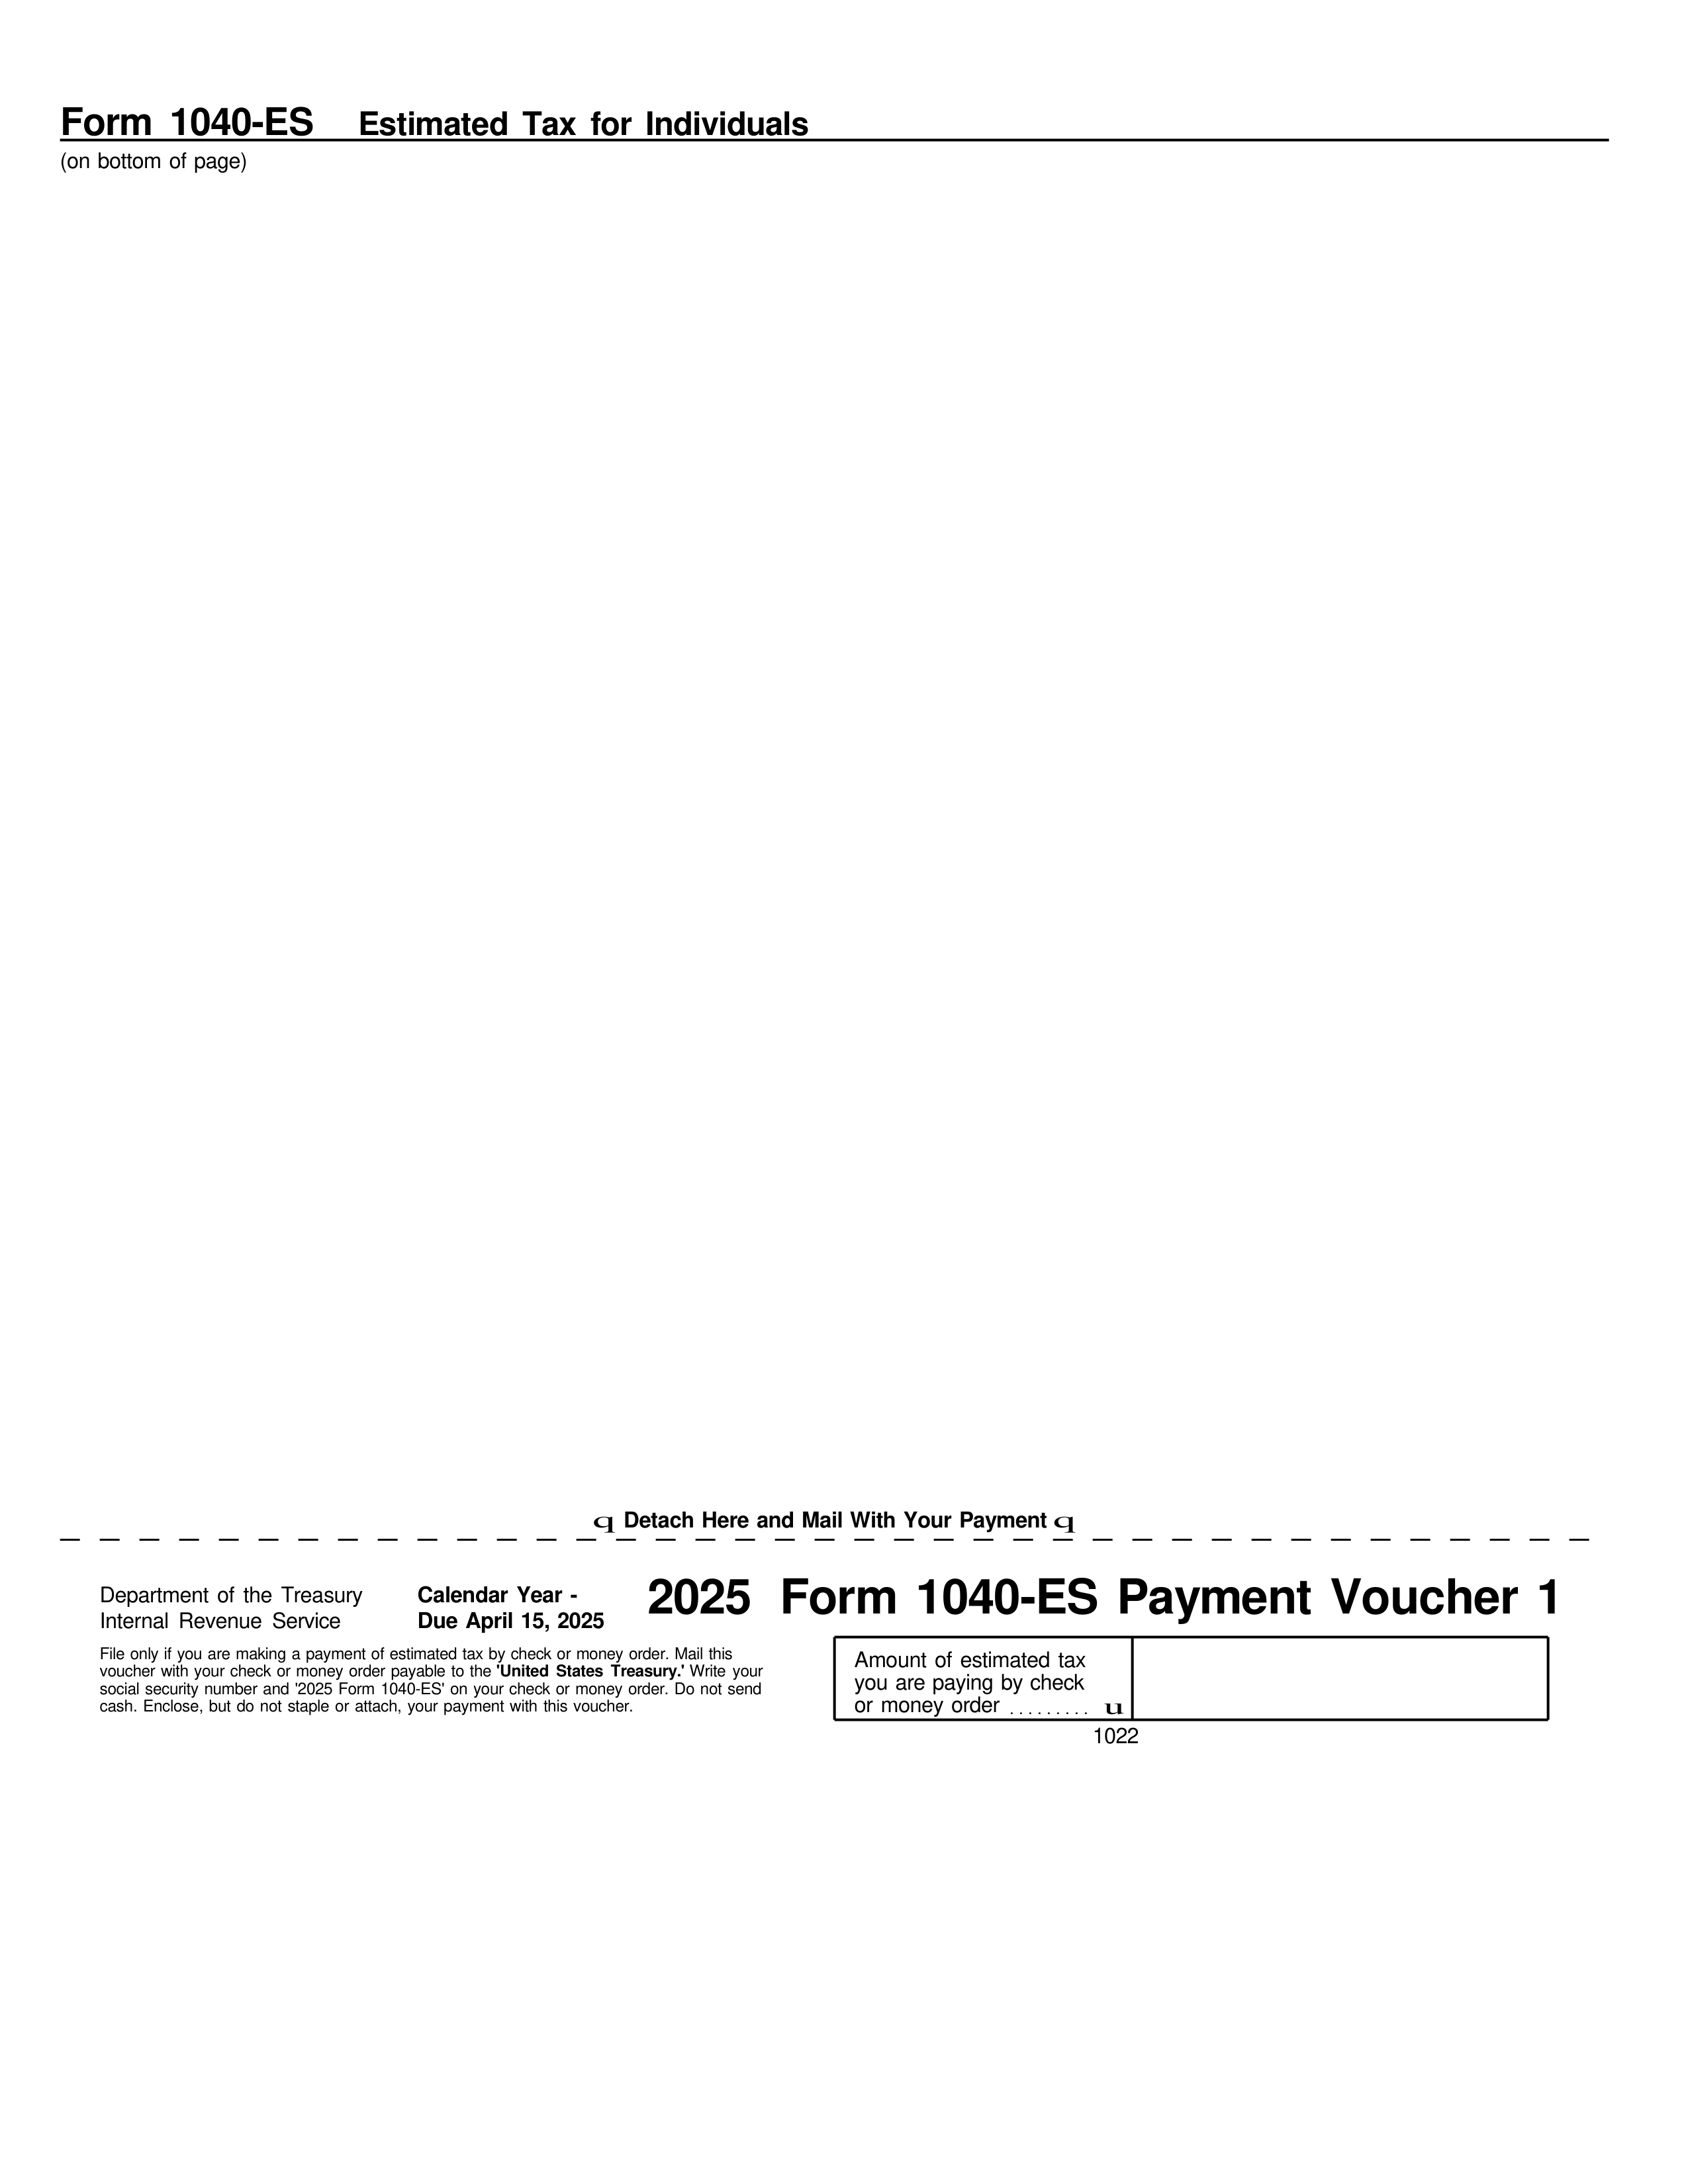 Form 1040-ES Estimated Tax for Individuals
(on bottom of page)
q Detach Here and Mail With Your Payment q
Department of the Treasury
Internal Revenue Service
Calendar Year -
Due April 15, 2025
2025 Form 1040-ES Payment Voucher 1
File only if you are making a payment of estimated tax by check or money order. Mail this
voucher with your check or money order payable to the 'United States Treasury.' Write your
social security number and '2025 Form 1040-ES' on your check or money order. Do not send
cash. Enclose, but do not staple or attach, your payment with this voucher.
Amount of estimated tax
you are paying by check
or money order ......... u
1022